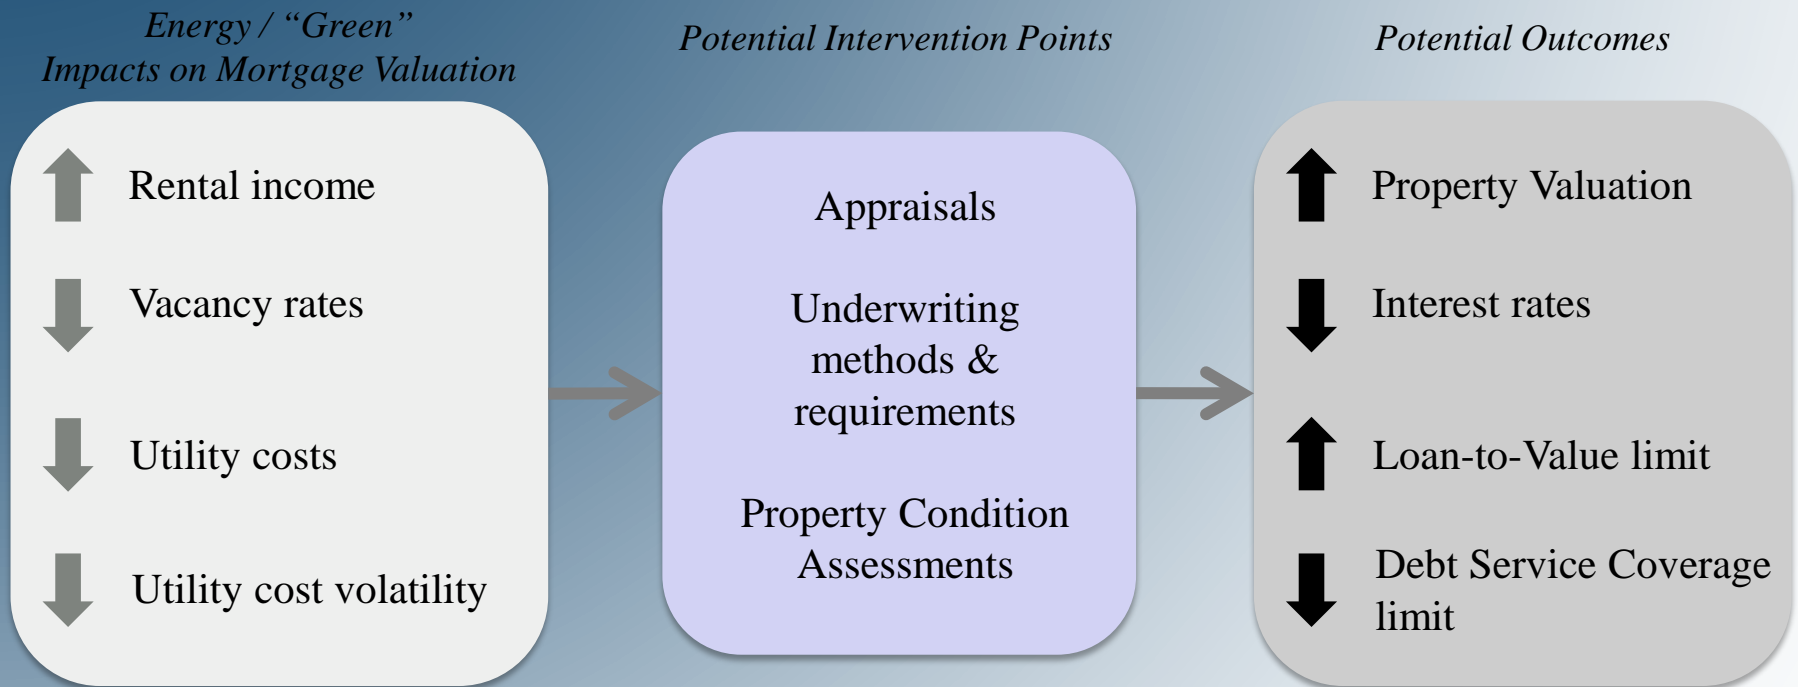 Energy / “Green”
Impacts on Mortgage Valuation
Rental income
Vacancy rates
Utility costs
Utility cost volatility
Potential Intervention Points
Appraisals
Underwriting
methods &
requirements
Property Condition
Assessments
Potential Outcomes
Property Valuation
Interest rates
Loan-to-Value limit
Debt Service Coverage
limit